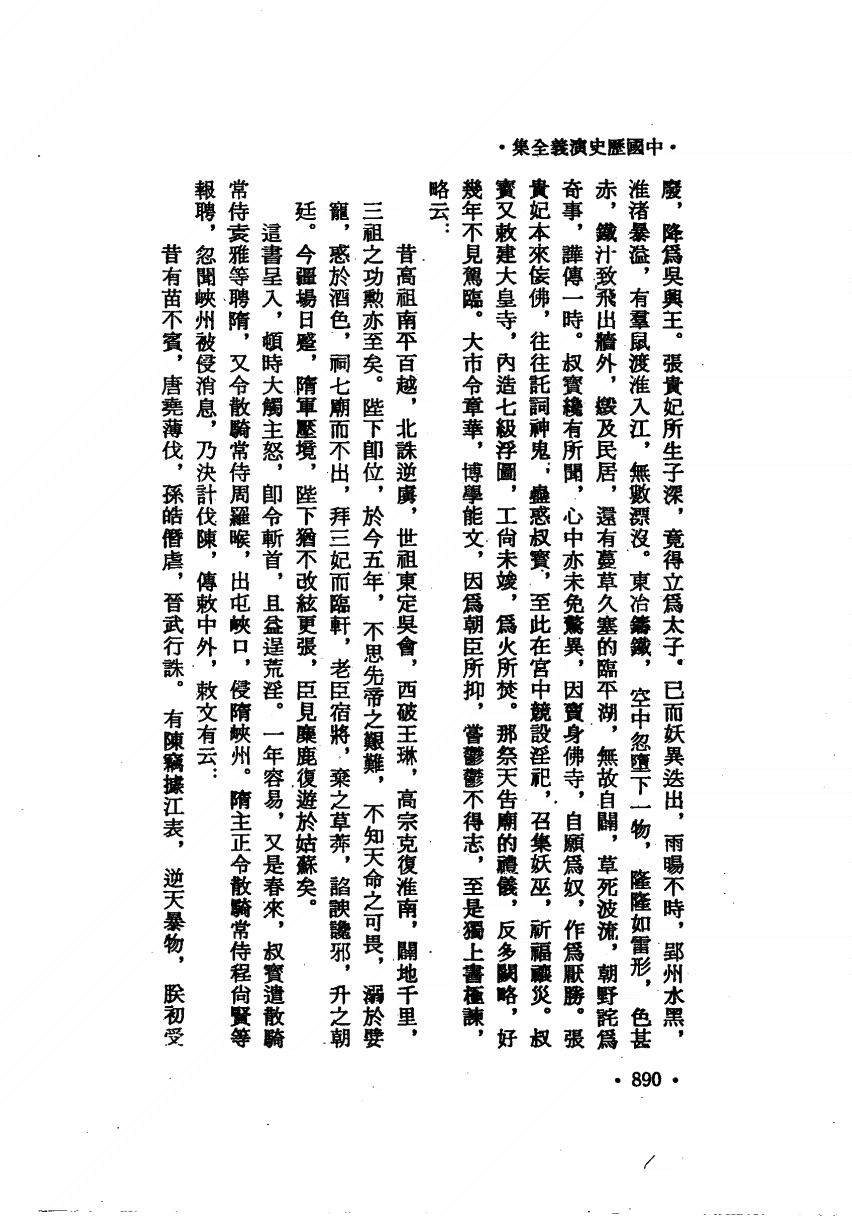 ·中國歷史演義全集·
廢，降爲吳興王。張貴妃所生子深，竟得立爲太子。已而妖異迭出，雨暘不時，郢州水黑，
淮渚暴溢，有羣鼠渡淮入江，無數漂沒。東冶鑄鐵，空中忽墮下一物，隆隆如雷形，色甚
赤，鐵汁致飛出牆外，燬及民居，還有蔓草久塞的臨平湖，無故自闢，草死波流，朝野詫爲
奇事，譁傳一時。叔寶纔有所聞，心中亦未免驚異，因賣身佛寺，自願爲奴，作爲厭勝。張
貴妃本來侫佛，往往託詞神鬼，蠱惑叔寶，至此在宮中競設淫祀，召集妖巫，祈福禳災。叔
寶又敕建大皇寺，內造七級浮圖，工尙未竣，爲火所焚。那祭天告廟的禮儀，反多闕略，好
幾年不見駕臨。大市令章華，博學能文，因爲朝臣所抑，嘗鬱鬱不得志，至是獨上書極諫，
略云：
昔高祖南平百越，北誅逆虜，世祖東定吳會，西破王琳，高宗克復淮南，闢地千里，
三祖之功勳亦至矣。陛下卽位，於今五年，不思先帝之艱難，不知天命之可畏，溺於嬖
寵，惑於酒色，祠七廟而不出，拜三妃而臨軒，老臣宿將，棄之草莽，諂諛讒邪，升之朝
廷。今疆場日蹙，隋軍壓境，陛下猶不改絃更張，臣見麋鹿復遊於姑蘇矣。
這書呈入，頓時大觸主怒，卽令斬首，且益逞荒淫。一年容易，又是春來，叔寶遣散騎
常侍袁雅等聘隋，又令散騎常侍周羅㬋，出屯峽口，侵隋峽州。隋主正令散騎常侍程尙賢等
報聘，忽聞峽州被侵消息，乃決計伐陳，傳敕中外，敕文有云：
昔有苗不賓，唐堯薄伐，孫皓僭虐，晉武行誅。有陳竊據江表，逆天暴物，朕初受
·890·